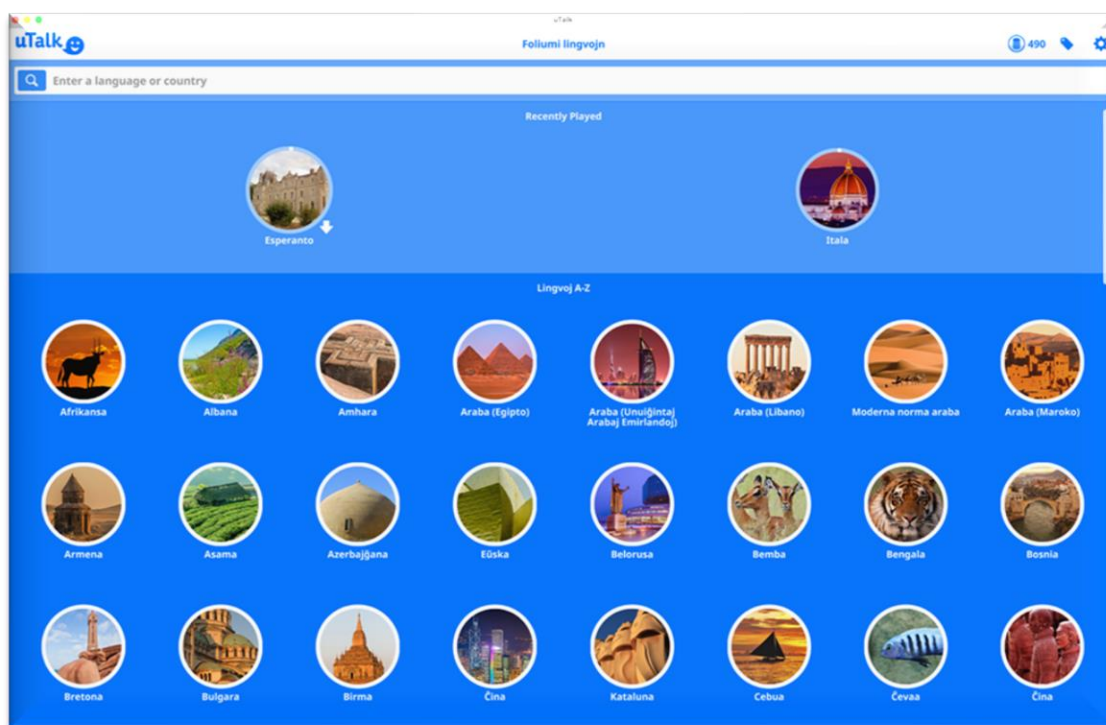 uTalk
uTalk
Foliumi lingvojn
490
Enter a language or country
Recently Played
Esperanto
Itala
Lingvoj A-Z
Afrikansa
Albana
Amhara
Araba (Egipto)
Araba (Unuiĝintaj
Arabaj Emirlandoj)
Araba (Libano)
Moderna norma araba
Araba (Maroko)
Armena
Asama
Azerbajĝana
Eŭska
Belorusa
Bemba
Bengala
Bosnia
Bretona
Bulgara
Birma
Ĉina
Kataluna
Cebua
Ĉevaa
Ĉina